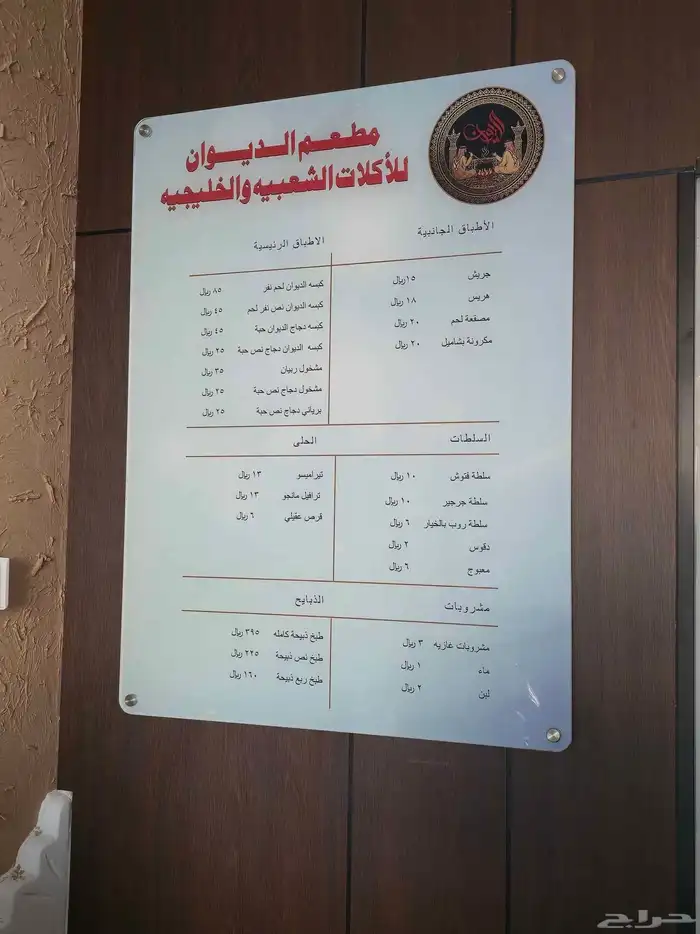 مطعم الديوان
للأكلات الشعبيه والخليجيه
الديوان
الأطباق الجانبية
جريش ١٥ ريال
هريس ١٨ ريال
مصقعة لحم ٢٠ ريال
مكرونة بشاميل ٢٠ ريال
الاطباق الرئيسية
كبسه الديوان لحم نفر ٨٥ ريال
كبسه الديوان نص نفر لحم ٤٥ ريال
كبسه دجاج الديوان حبة ٤٥ ريال
كبسه الديوان دجاج نص حبة ٢٥ ريال
مشخول ربيان ٣٥ ريال
مشخول دجاج نص حبة ٢٥ ريال
برياني دجاج نص حبة ٢٥ ريال
السلطات
سلطة فتوش ١٠ ريال
سلطة جرجير ١٠ ريال
سلطة روب بالخيار ٦ ريال
دقوس ٢ ريال
معبوج ٦ ريال
الحلى
تيراميسو ١٣ ريال
ترافيل مانجو ١٣ ريال
قرص عقيلي ٦ ريال
مشروبات
مشروبات غازيه ٣ ريال
ماء ١ ريال
لبن ٢ ريال
الذبايح
طبخ ذبيحة كامله ٣٩٥ ريال
طبخ نص ذبيحة ٢٢٥ ريال
طبخ ربع ذبيحة ١٦٠ ريال
حراج